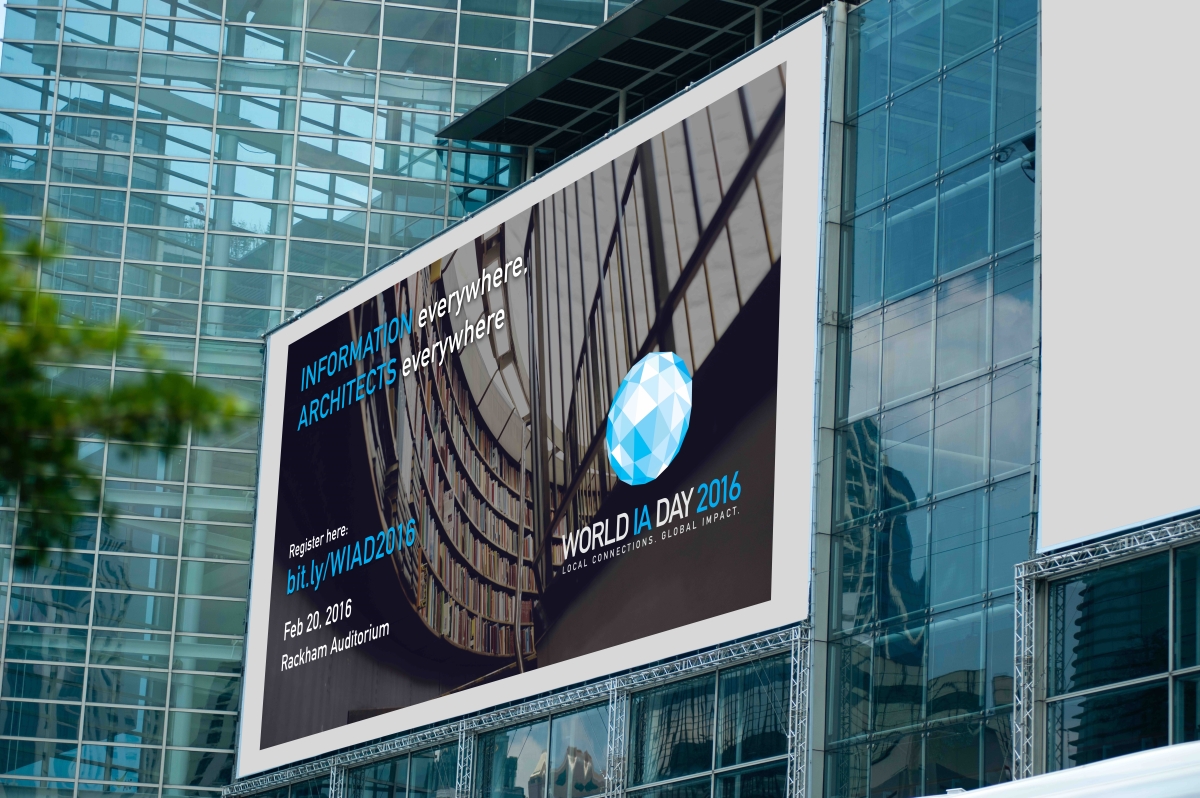 INFORMATION everywhere,
ARCHITECTS everywhere
Register here:
bit.ly/WIAD2016
Feb 20, 2016
Rackham Auditorium
WORLD IA DAY 2016
LOCAL CONNECTIONS. GLOBAL IMPACT.